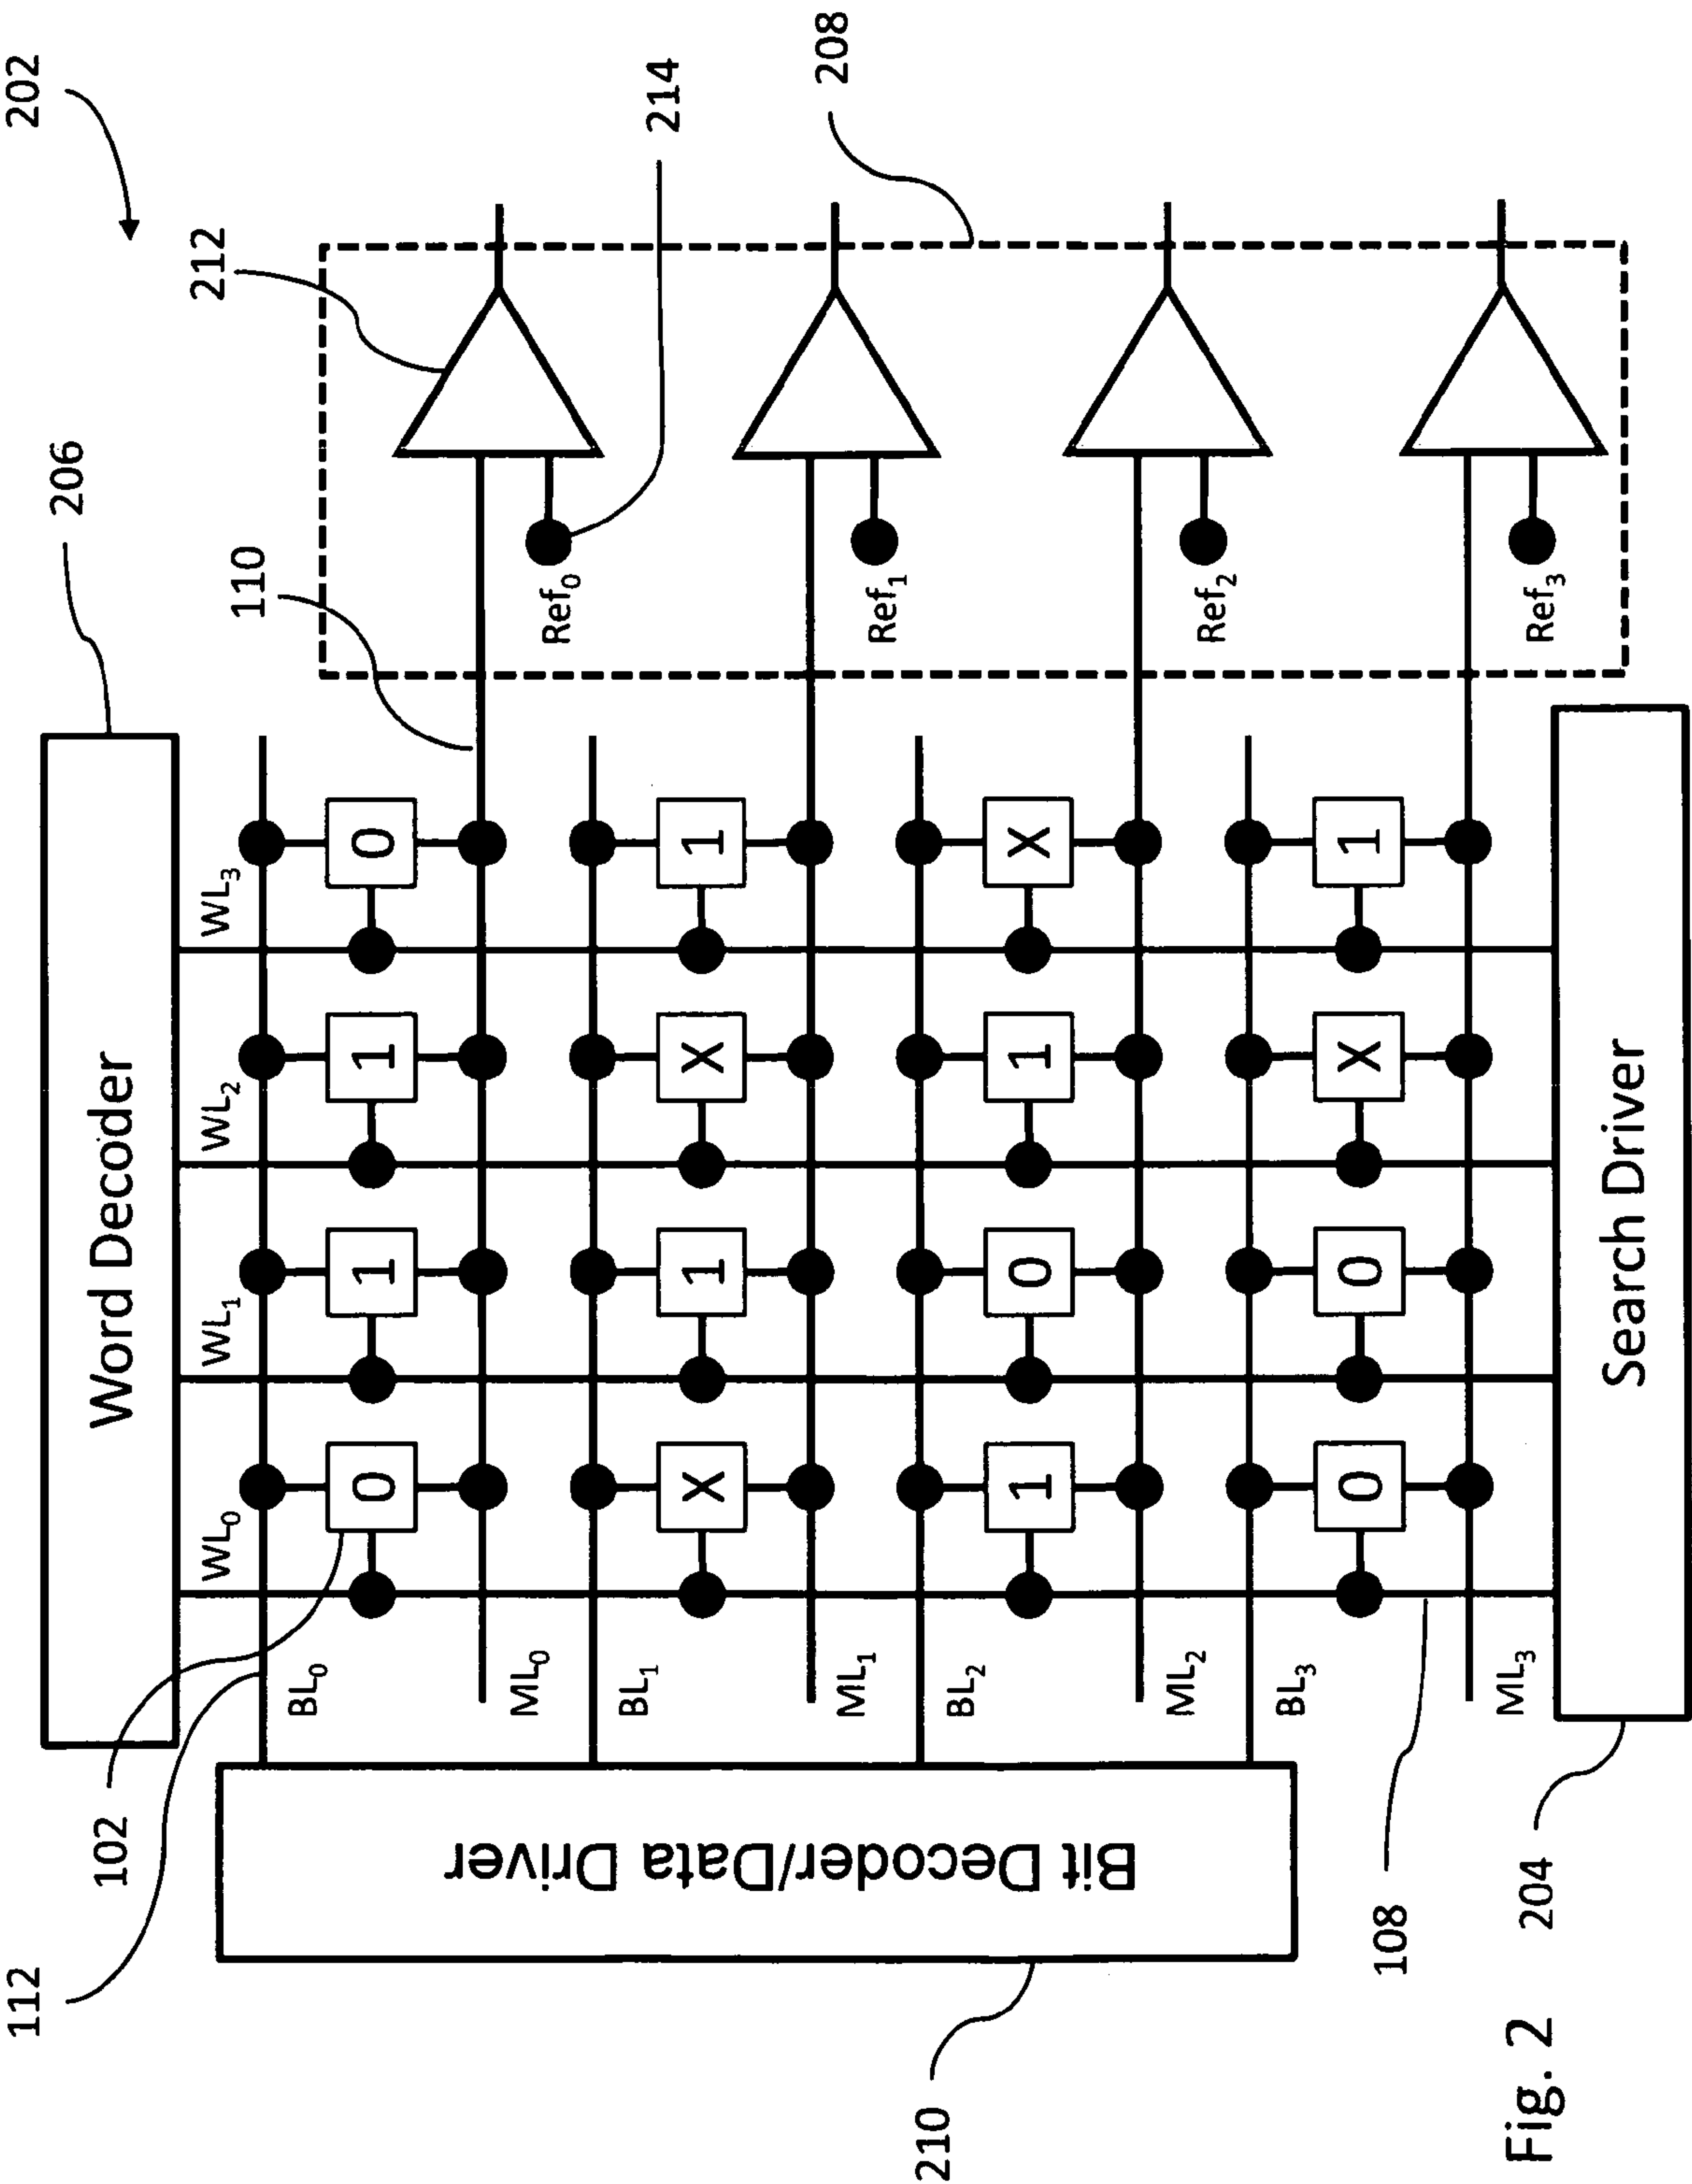 202
206
Word Decoder
212
214
208
110
112
102
WL₀
WL₁
WL₂
WL₃
BL₀
0
1
1
0
ML₀
Ref₀
BL₁
X
1
X
1
ML₁
Ref₁
Bit Decoder/Data Driver
BL₂
1
0
1
X
ML₂
Ref₂
BL₃
0
0
X
1
ML₃
Ref₃
210
108
204
Search Driver
Fig. 2